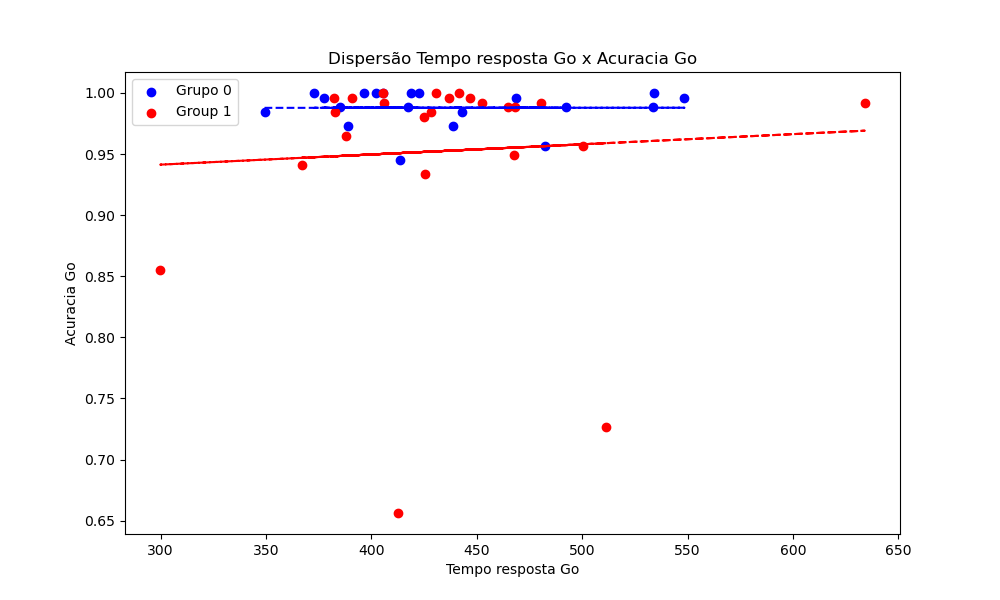 Dispersão Tempo resposta Go x Acuracia Go
Grupo 0
Group 1
Acuracia Go
1.00
0.95
0.90
0.85
0.80
0.75
0.70
0.65
300 350 400 450 500 550 600 650
Tempo resposta Go